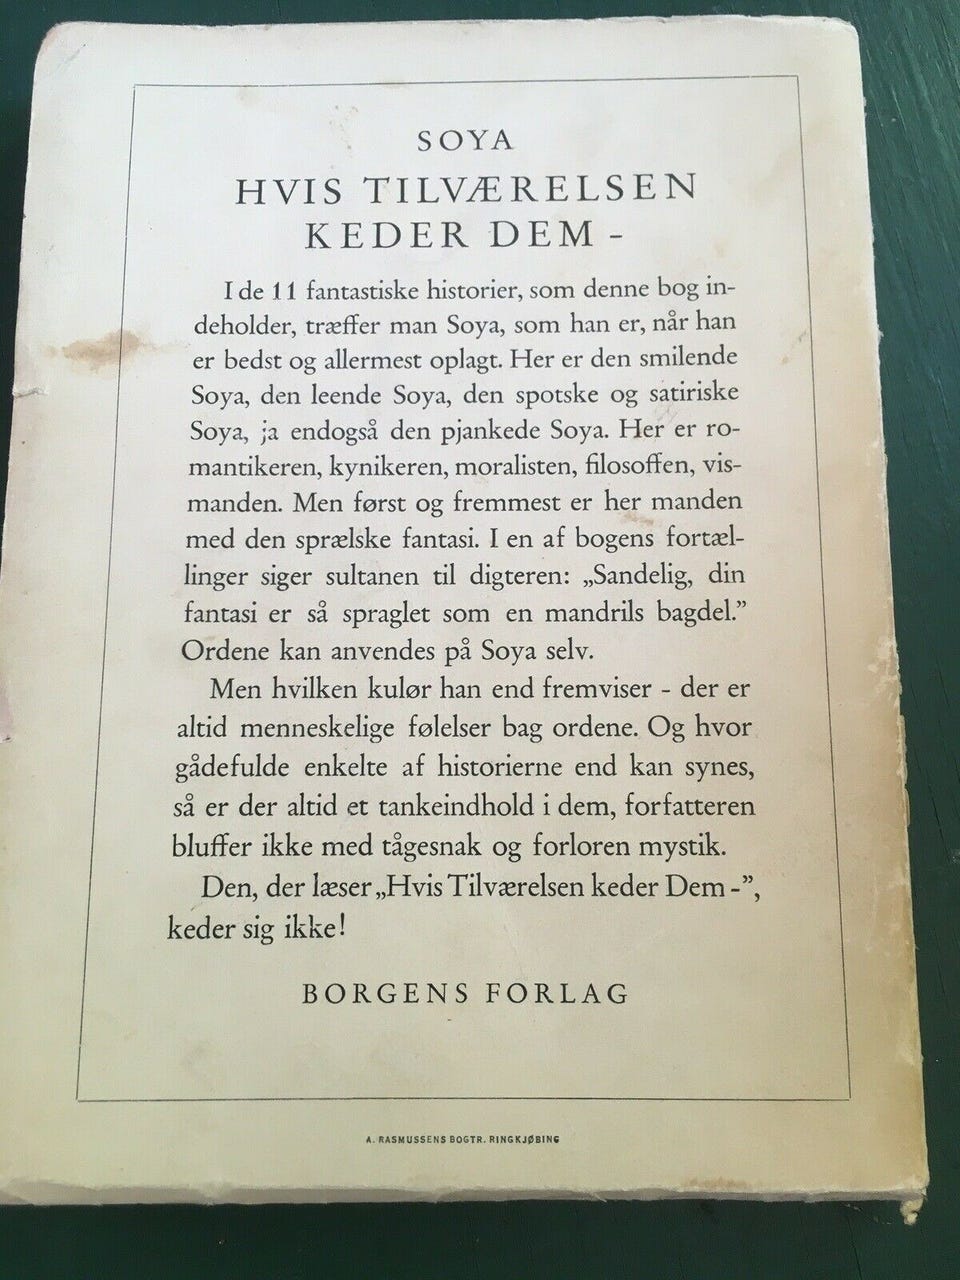 SOYA
HVIS TILVÆRELSEN
KEDER DEM -
I de 11 fantastiske historier, som denne bog in-
deholder, træffer man Soya, som han er, når han
er bedst og allermest oplagt. Her er den smilende
Soya, den leende Soya, den spotske og satiriske
Soya, ja endogså den pjankede Soya. Her er ro-
mantikeren, kynikeren, moralisten, filosoffen, vis-
manden. Men først og fremmest er her manden
med den sprælske fantasi. I en af bogens fortæl-
linger siger sultanen til digteren: „Sandelig, din
fantasi er så spraglet som en mandrils bagdel.”
Ordene kan anvendes på Soya selv.
Men hvilken kulør han end fremviser - der er
altid menneskelige følelser bag ordene. Og hvor
gådefulde enkelte af historierne end kan synes,
så er der altid et tankeindhold i dem, forfatteren
bluffer ikke med tågesnak og forloren mystik.
Den, der læser „Hvis Tilværelsen keder Dem -”,
keder sig ikke!
BORGENS FORLAG
A. RASMUSSENS BOGTR. RINGKJØBING